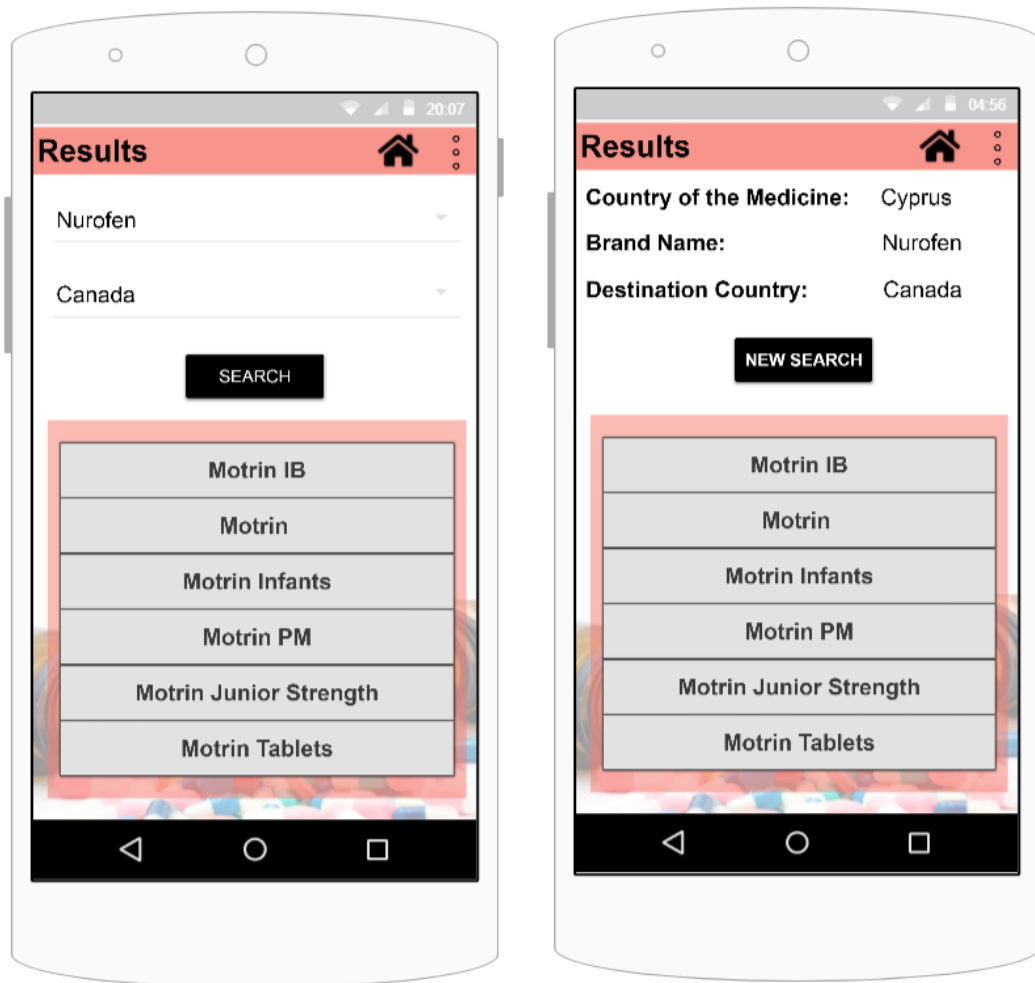 20:07
Results
Nurofen
Canada
SEARCH
Motrin IB
Motrin
Motrin Infants
Motrin PM
Motrin Junior Strength
Motrin Tablets
04:56
Results
Country of the Medicine: Cyprus
Brand Name: Nurofen
Destination Country: Canada
NEW SEARCH
Motrin IB
Motrin
Motrin Infants
Motrin PM
Motrin Junior Strength
Motrin Tablets